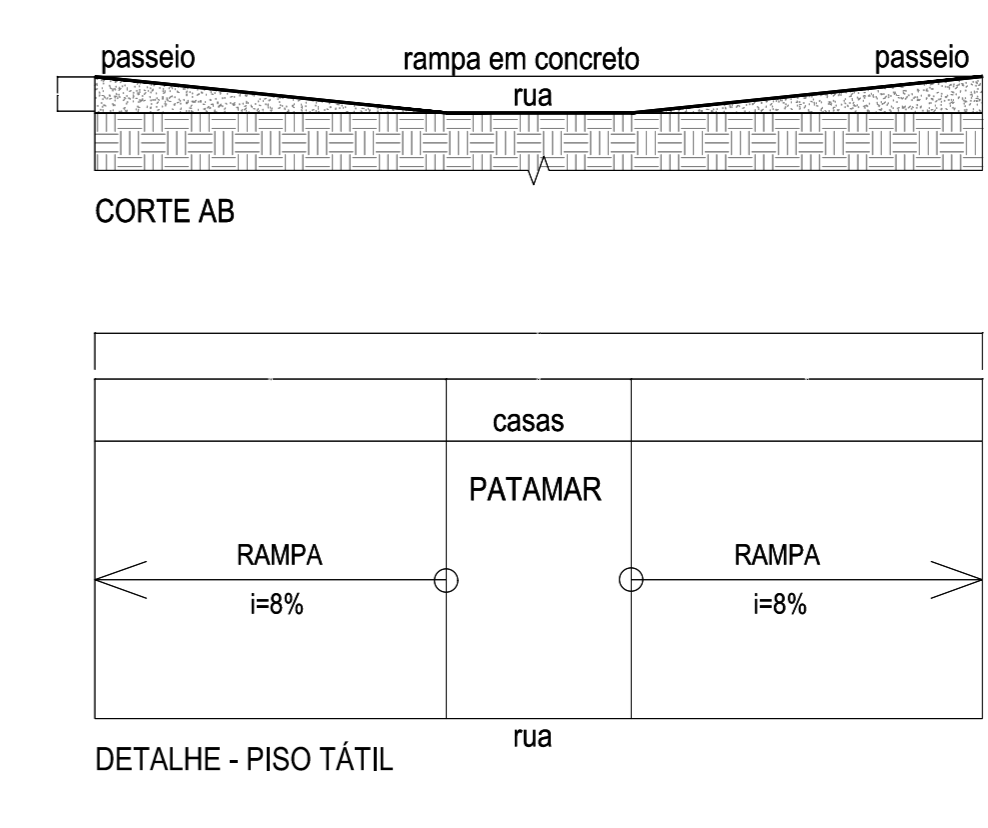 passeio rampa em concreto passeio
rua
CORTE AB
casas
PATAMAR
RAMPA RAMPA
i=8% i=8%
rua
DETALHE - PISO TÁTIL